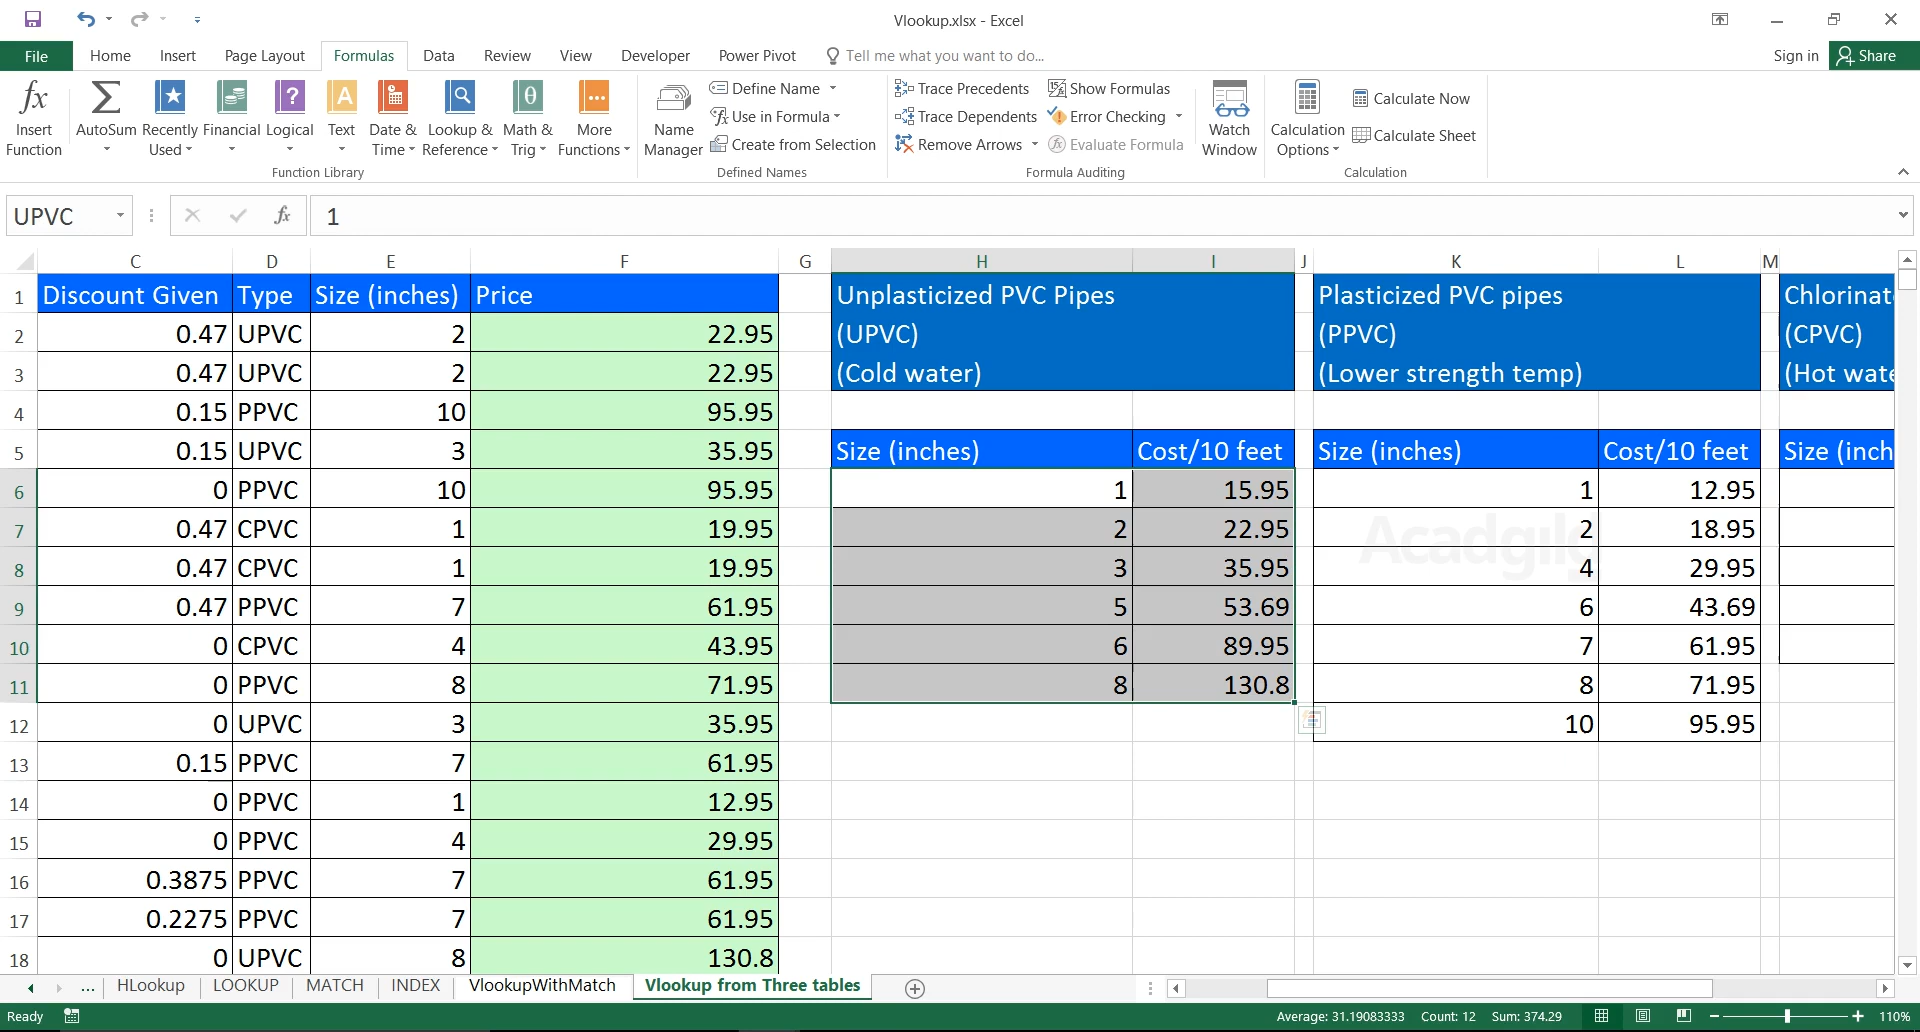 Vlookup.xlsx - Excel
File Home Insert Page Layout Formulas Data Review View Developer Power Pivot Tell me what you want to do... Sign in Share
Insert Function
AutoSum
Recently Used
Financial
Logical
Text
Date & Time
Lookup & Reference
Math & Trig
More Functions
Function Library
Name Manager
Define Name
Use in Formula
Create from Selection
Defined Names
Trace Precedents
Trace Dependents
Remove Arrows
Show Formulas
Error Checking
Evaluate Formula
Formula Auditing
Watch Window
Calculation Options
Calculate Now
Calculate Sheet
Calculation
UPVC fx 1
C D E F G H I J K L M
1 Discount Given Type Size (inches) Price Unplasticized PVC Pipes Plasticized PVC pipes Chlorinat
2 0.47 UPVC 2 22.95 (UPVC) (PPVC) (CPVC)
3 0.47 UPVC 2 22.95 (Cold water) (Lower strength temp) (Hot wate
4 0.15 PPVC 10 95.95
5 0.15 UPVC 3 35.95 Size (inches) Cost/10 feet Size (inches) Cost/10 feet Size (inch
6 0 PPVC 10 95.95 1 15.95 1 12.95
7 0.47 CPVC 1 19.95 2 22.95 2 18.95
Acadgild
8 0.47 CPVC 1 19.95 3 35.95 4 29.95
9 0.47 PPVC 7 61.95 5 53.69 6 43.69
10 0 CPVC 4 43.95 6 89.95 7 61.95
11 0 PPVC 8 71.95 8 130.8 8 71.95
12 0 UPVC 3 35.95 10 95.95
13 0.15 PPVC 7 61.95
14 0 PPVC 1 12.95
15 0 PPVC 4 29.95
16 0.3875 PPVC 7 61.95
17 0.2275 PPVC 7 61.95
18 0 UPVC 8 130.8
... HLookup LOOKUP MATCH INDEX VlookupWithMatch Vlookup from Three tables
Ready Average: 31.19083333 Count: 12 Sum: 374.29 110%